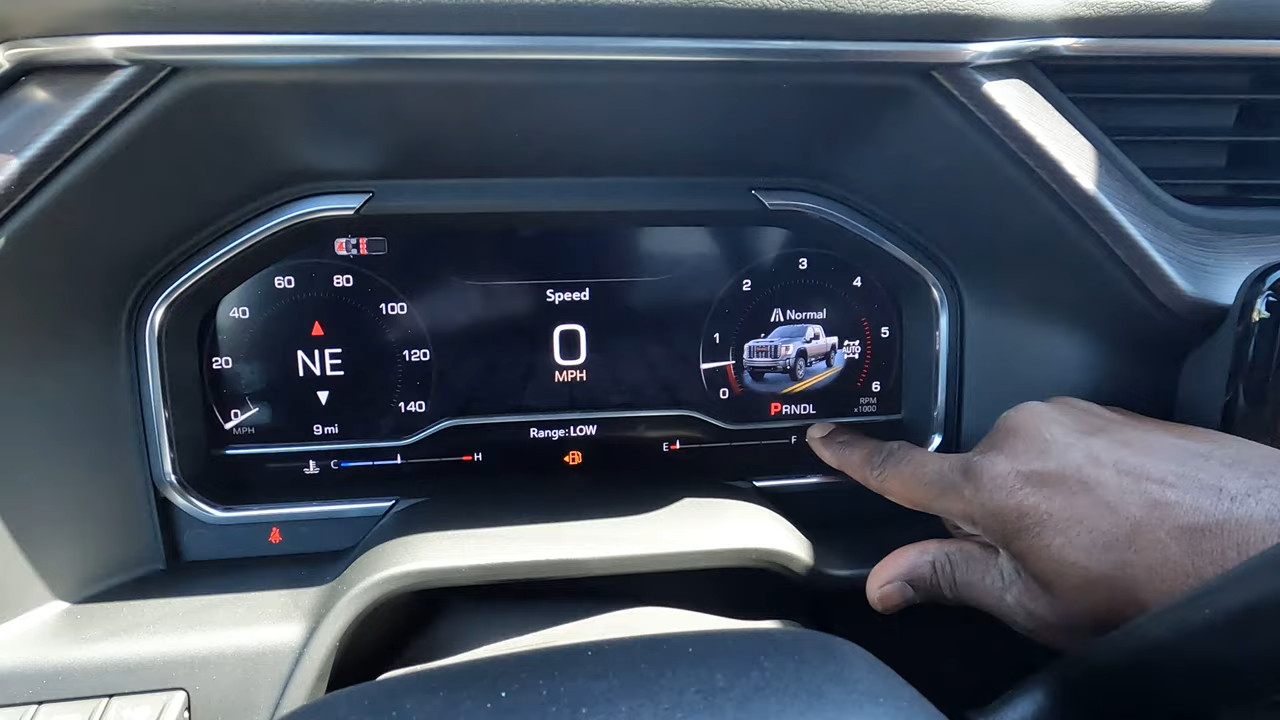 60 80
40 100
20 120
0 140
MPH
NE
9 mi
Speed
0
MPH
Range: LOW
C H
E F
3
2 4
1 5
0 6
Normal
AUTO
PRNDL
RPM
x1000